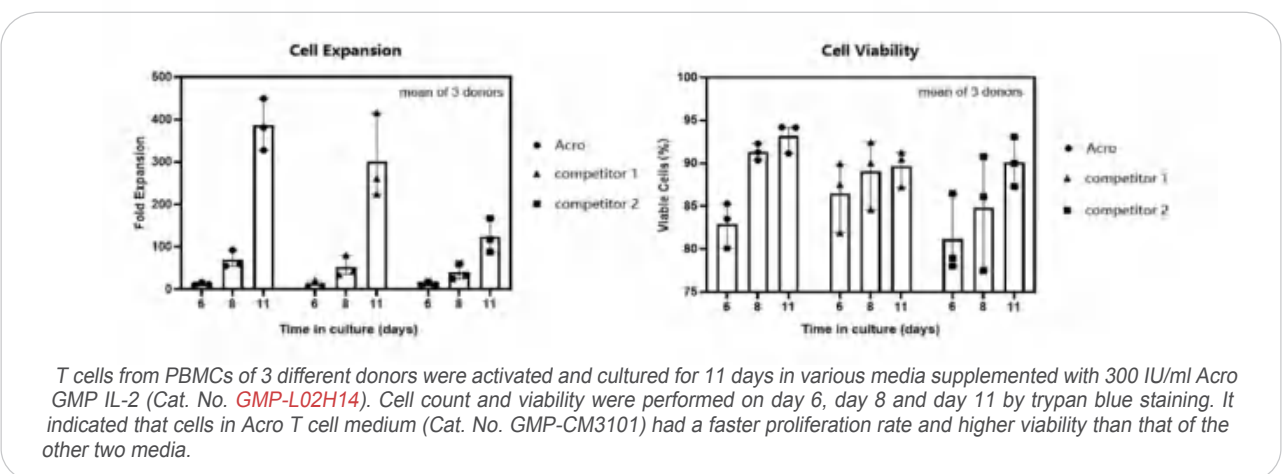 Cell Expansion
500
400
300
200
100
0
Fold Expansion
mean of 3 donors
Acro
competitor 1
competitor 2
6 8 11 6 8 11 6 8 11
Time in culture (days)
Cell Viability
100
95
90
85
80
75
Viable Cells (%)
mean of 3 donors
Acro
competitor 1
competitor 2
6 8 11 6 8 11 6 8 11
Time in culture (days)
T cells from PBMCs of 3 different donors were activated and cultured for 11 days in various media supplemented with 300 IU/ml Acro
GMP IL-2 (Cat. No. GMP-L02H14). Cell count and viability were performed on day 6, day 8 and day 11 by trypan blue staining. It
indicated that cells in Acro T cell medium (Cat. No. GMP-CM3101) had a faster proliferation rate and higher viability than that of the
other two media.